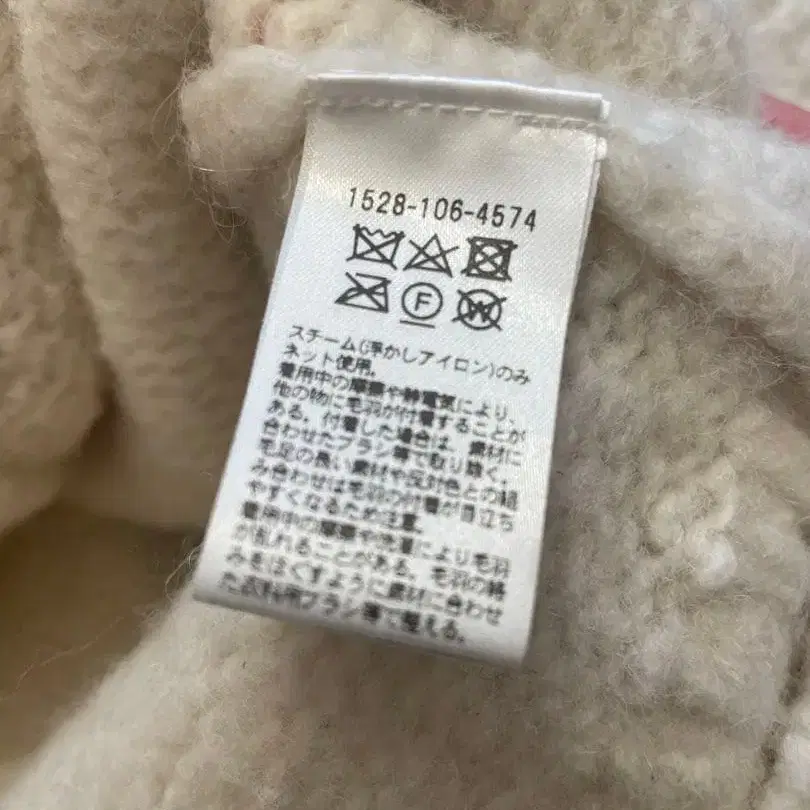 1528-106-4574
F
W
スチーム(浮かしアイロン)のみ
ネット使用。
着用中の摩擦や静電気により、
他の物に毛羽が付着することが
ある。付着した場合は、素材に
合わせたブラシ等で取り除く。
毛足の長い素材や反対色との組
み合わせは毛羽の付着が目立ち
やすくなるため注意。
着用中の摩擦や洗着により毛羽
が乱れることがある。毛羽の絡
みをほぐすように素材に合わせ
た衣料用ブラシ等で整える。